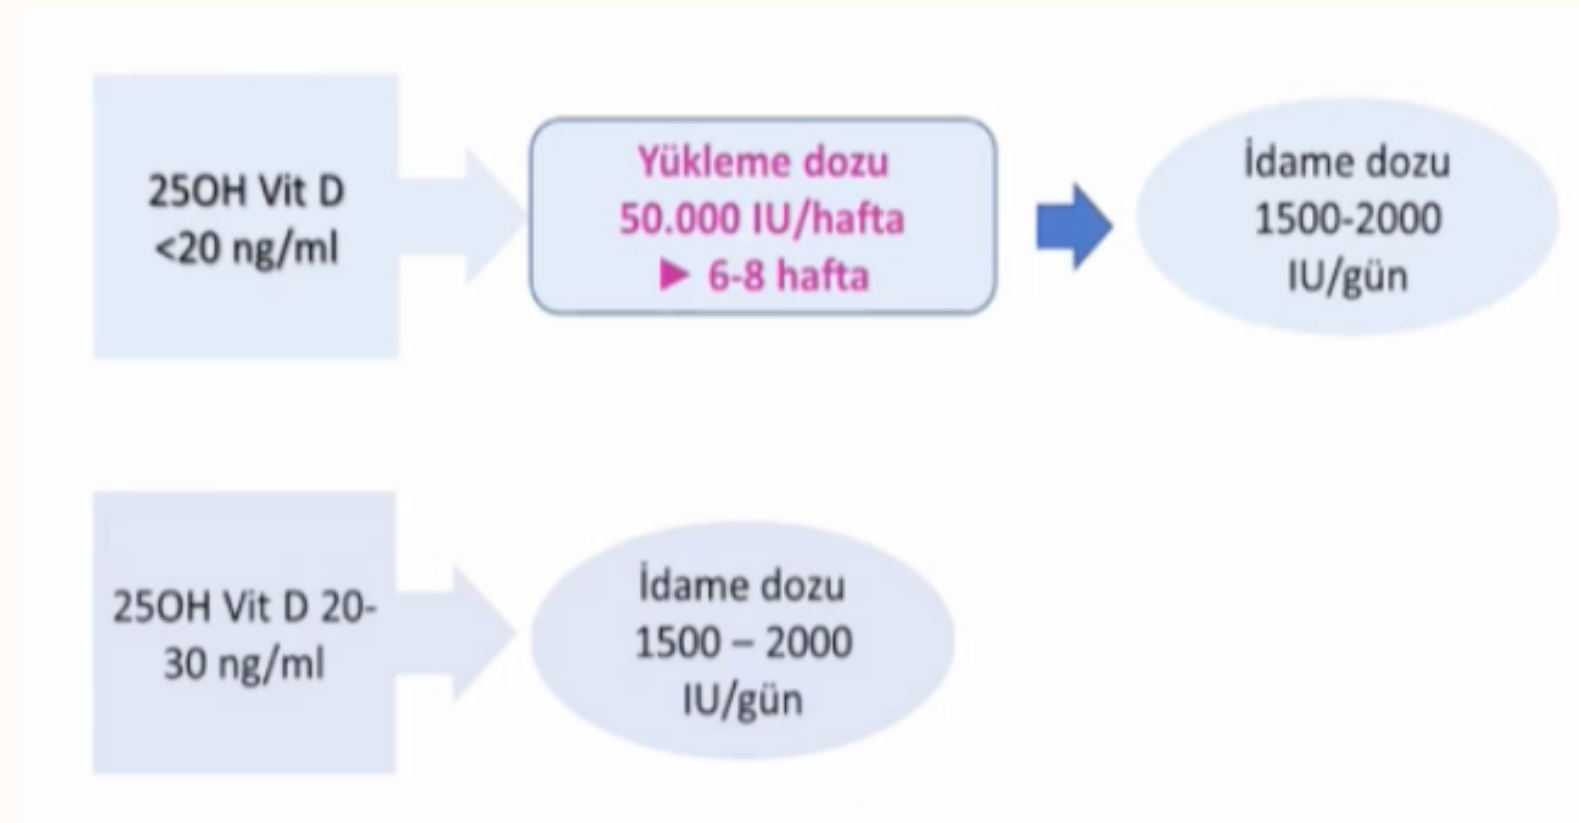 25OH Vit D
<20 ng/ml
Yükleme dozu
50.000 IU/hafta
► 6-8 hafta
İdame dozu
1500-2000
IU/gün
25OH Vit D 20-
30 ng/ml
İdame dozu
1500 – 2000
IU/gün